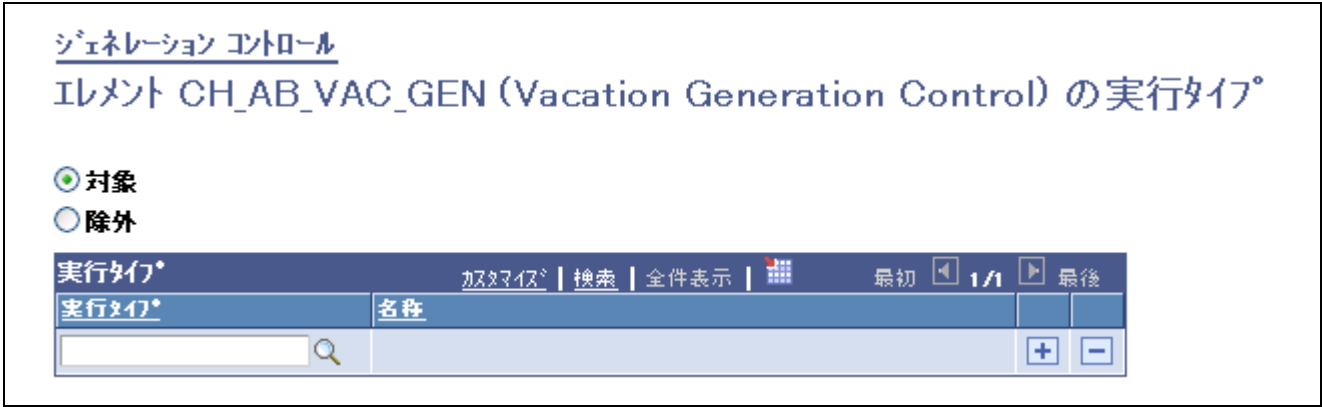 ジェネレーション コントロール
エレメント CH_AB_VAC_GEN (Vacation Generation Control) の実行タイプ
対象
除外
実行タイプ カスタマイズ | 検索 | 全件表示 | 最初 1/1 最後
実行タイプ 名称